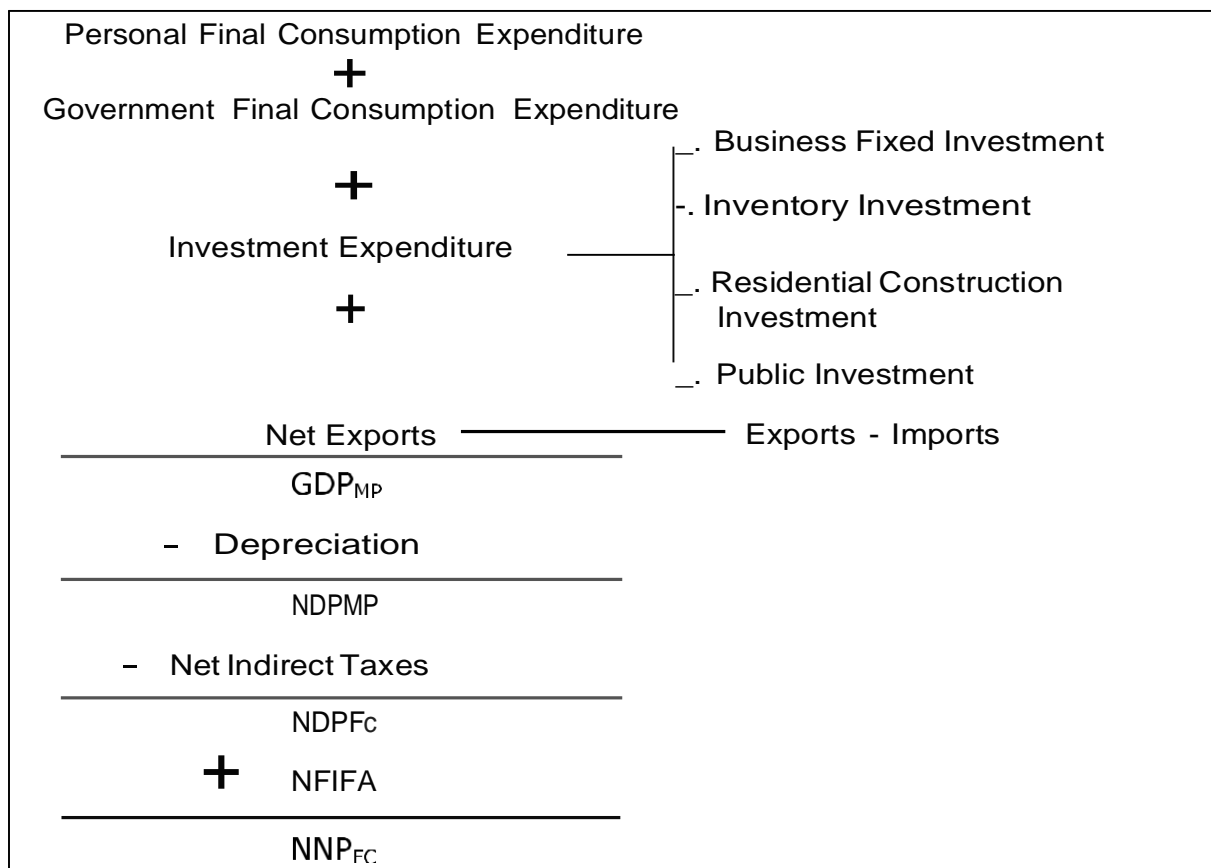 Personal Final Consumption Expenditure
+
Government Final Consumption Expenditure
_. Business Fixed Investment
+
-. Inventory Investment
Investment Expenditure
_. Residential Construction
Investment
+
_. Public Investment
Net Exports
Exports - Imports
GDPMP
- Depreciation
NDPMP
- Net Indirect Taxes
NDPFC
+ NFIFA
NNPFC